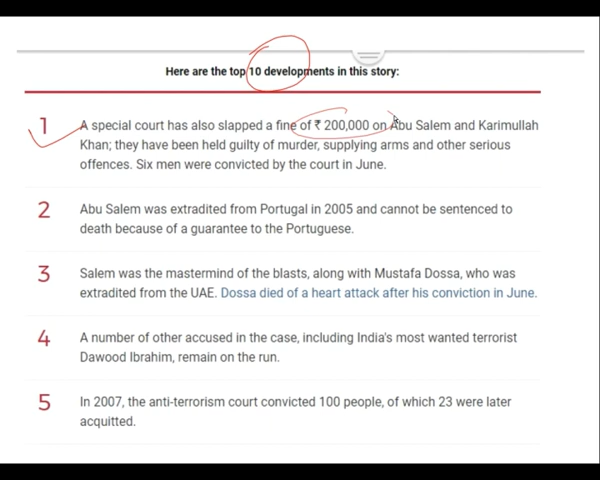 Here are the top 10 developments in this story:
1
A special court has also slapped a fine of ₹ 200,000 on Abu Salem and Karimullah
Khan; they have been held guilty of murder, supplying arms and other serious
offences. Six men were convicted by the court in June.
2
Abu Salem was extradited from Portugal in 2005 and cannot be sentenced to
death because of a guarantee to the Portuguese.
3
Salem was the mastermind of the blasts, along with Mustafa Dossa, who was
extradited from the UAE. Dossa died of a heart attack after his conviction in June.
4
A number of other accused in the case, including India's most wanted terrorist
Dawood Ibrahim, remain on the run.
5
In 2007, the anti-terrorism court convicted 100 people, of which 23 were later
acquitted.